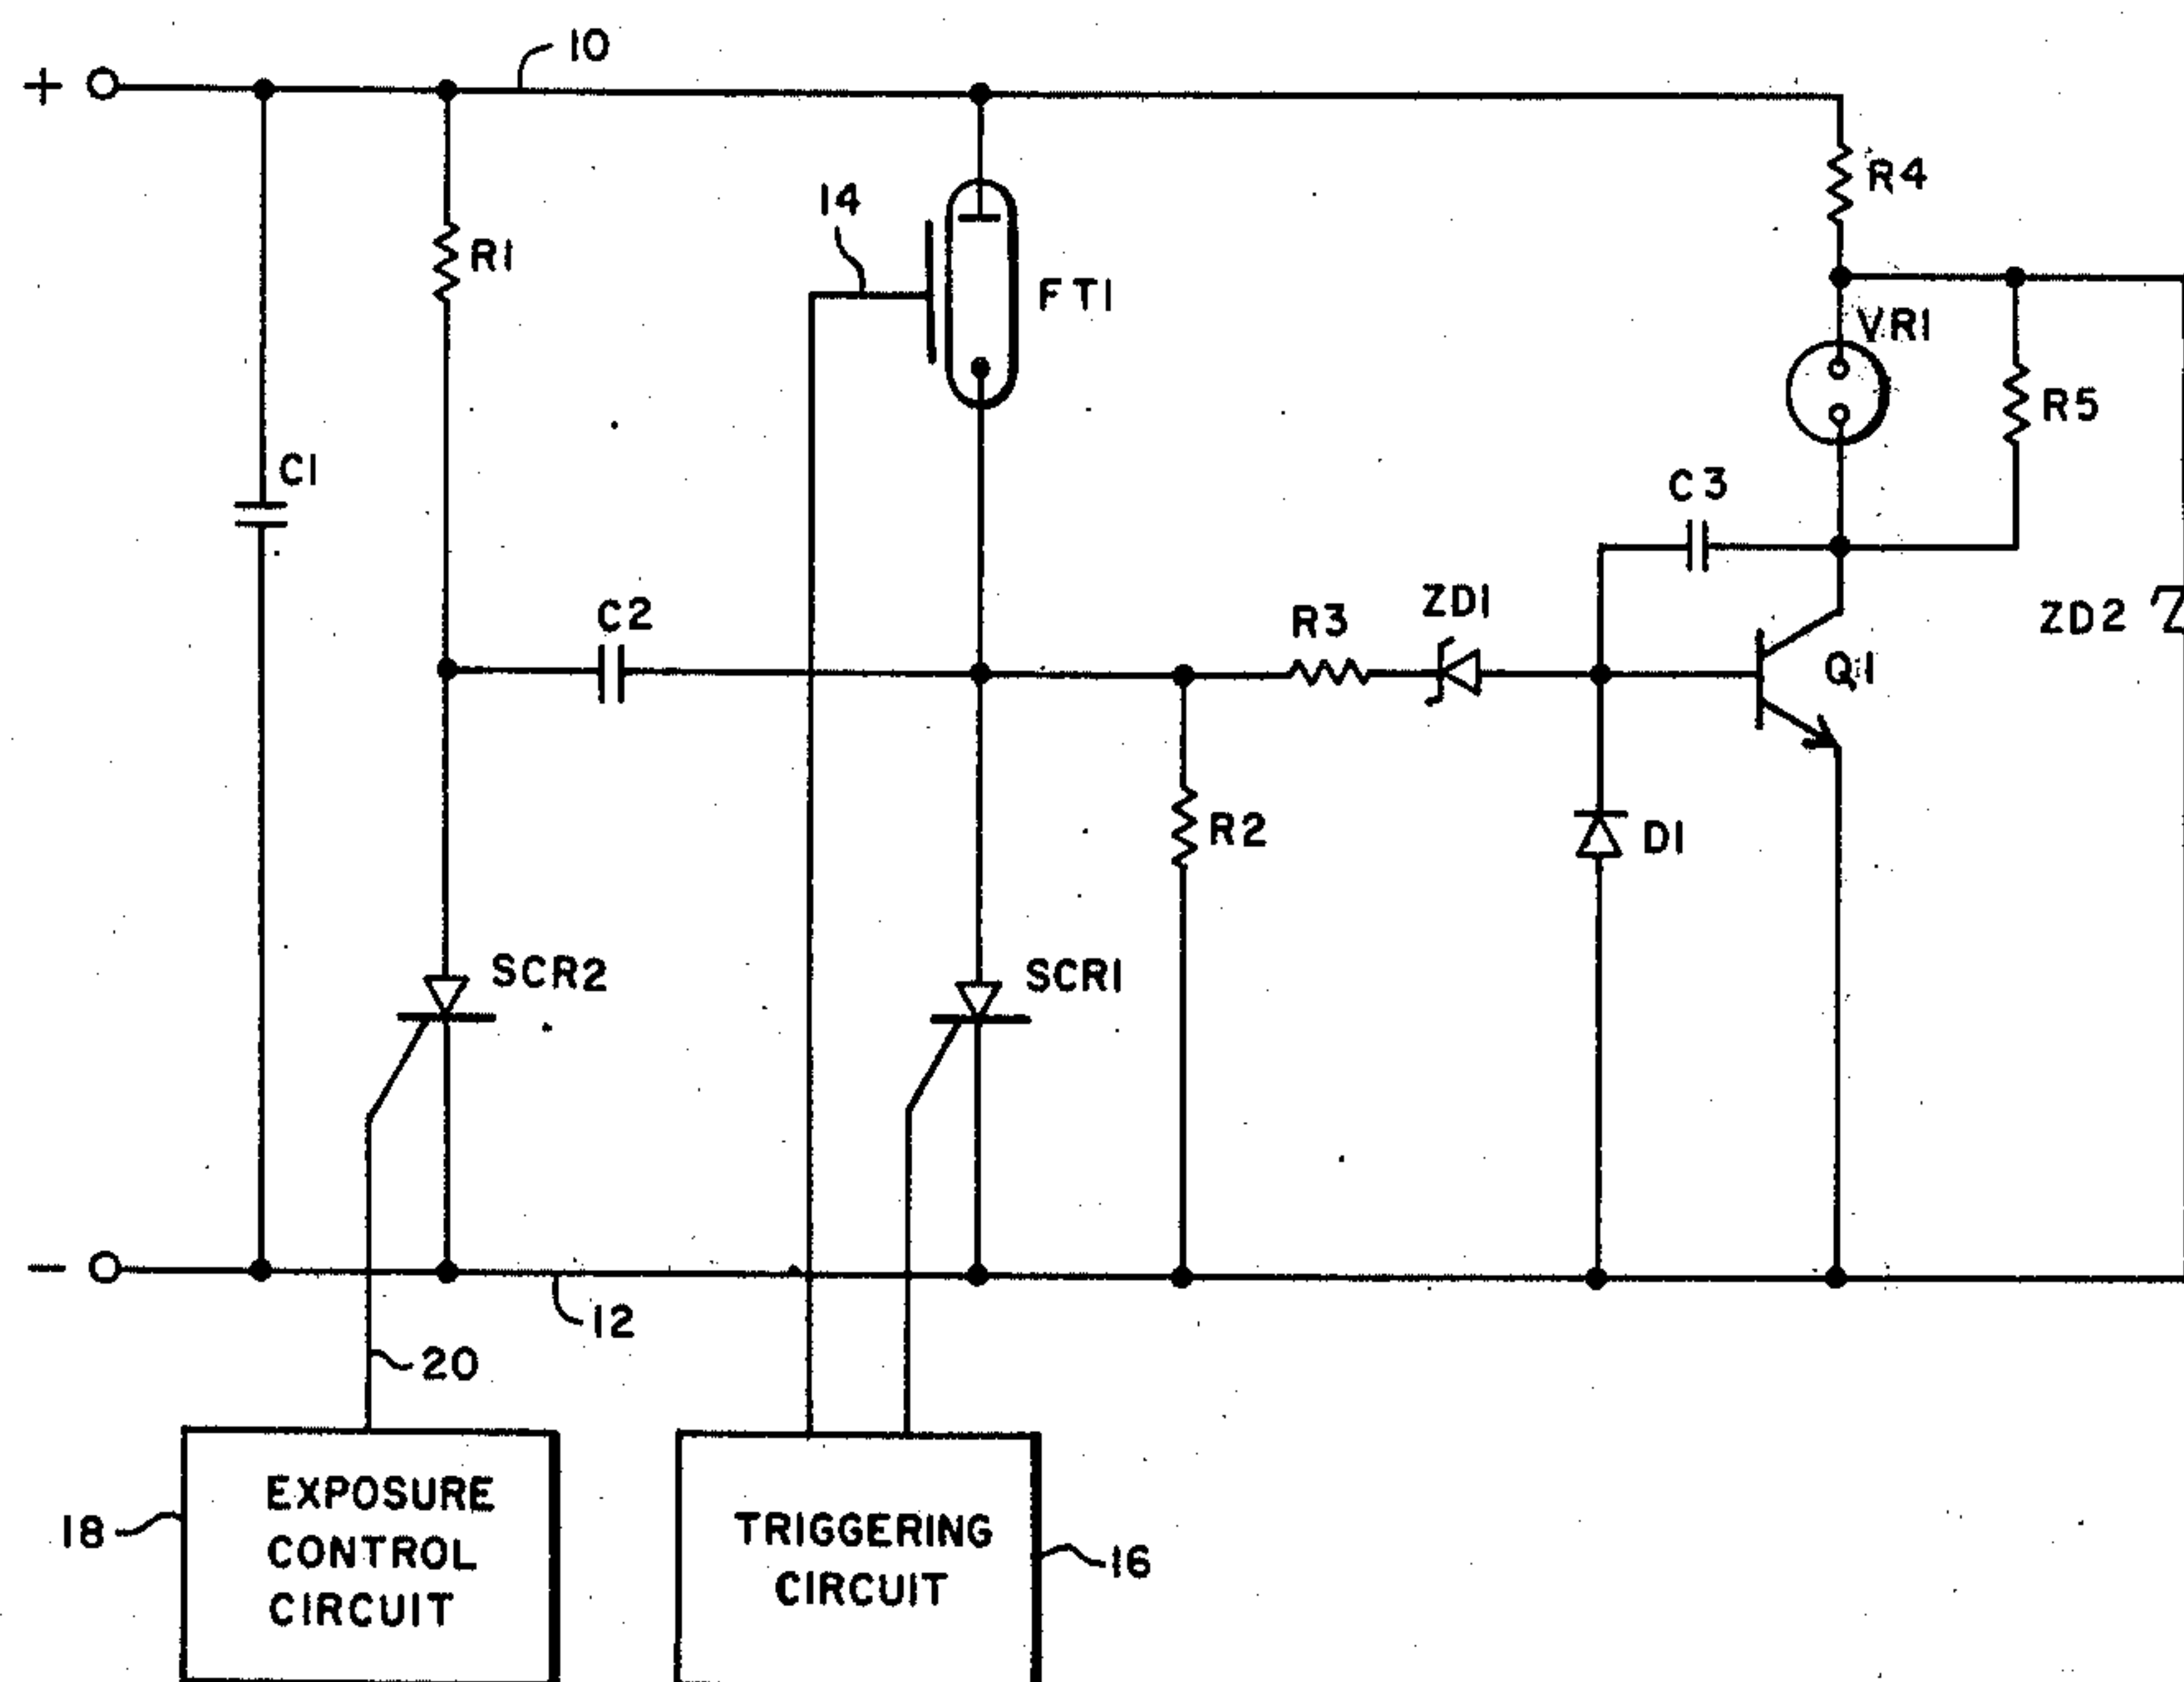 +
10
R4
14
R1
FT1
VR1
R5
C1
C3
C2
R3
ZD1
ZD2
Q1
R2
D1
SCR2
SCR1
-
12
20
18
EXPOSURE
CONTROL
CIRCUIT
TRIGGERING
CIRCUIT
16